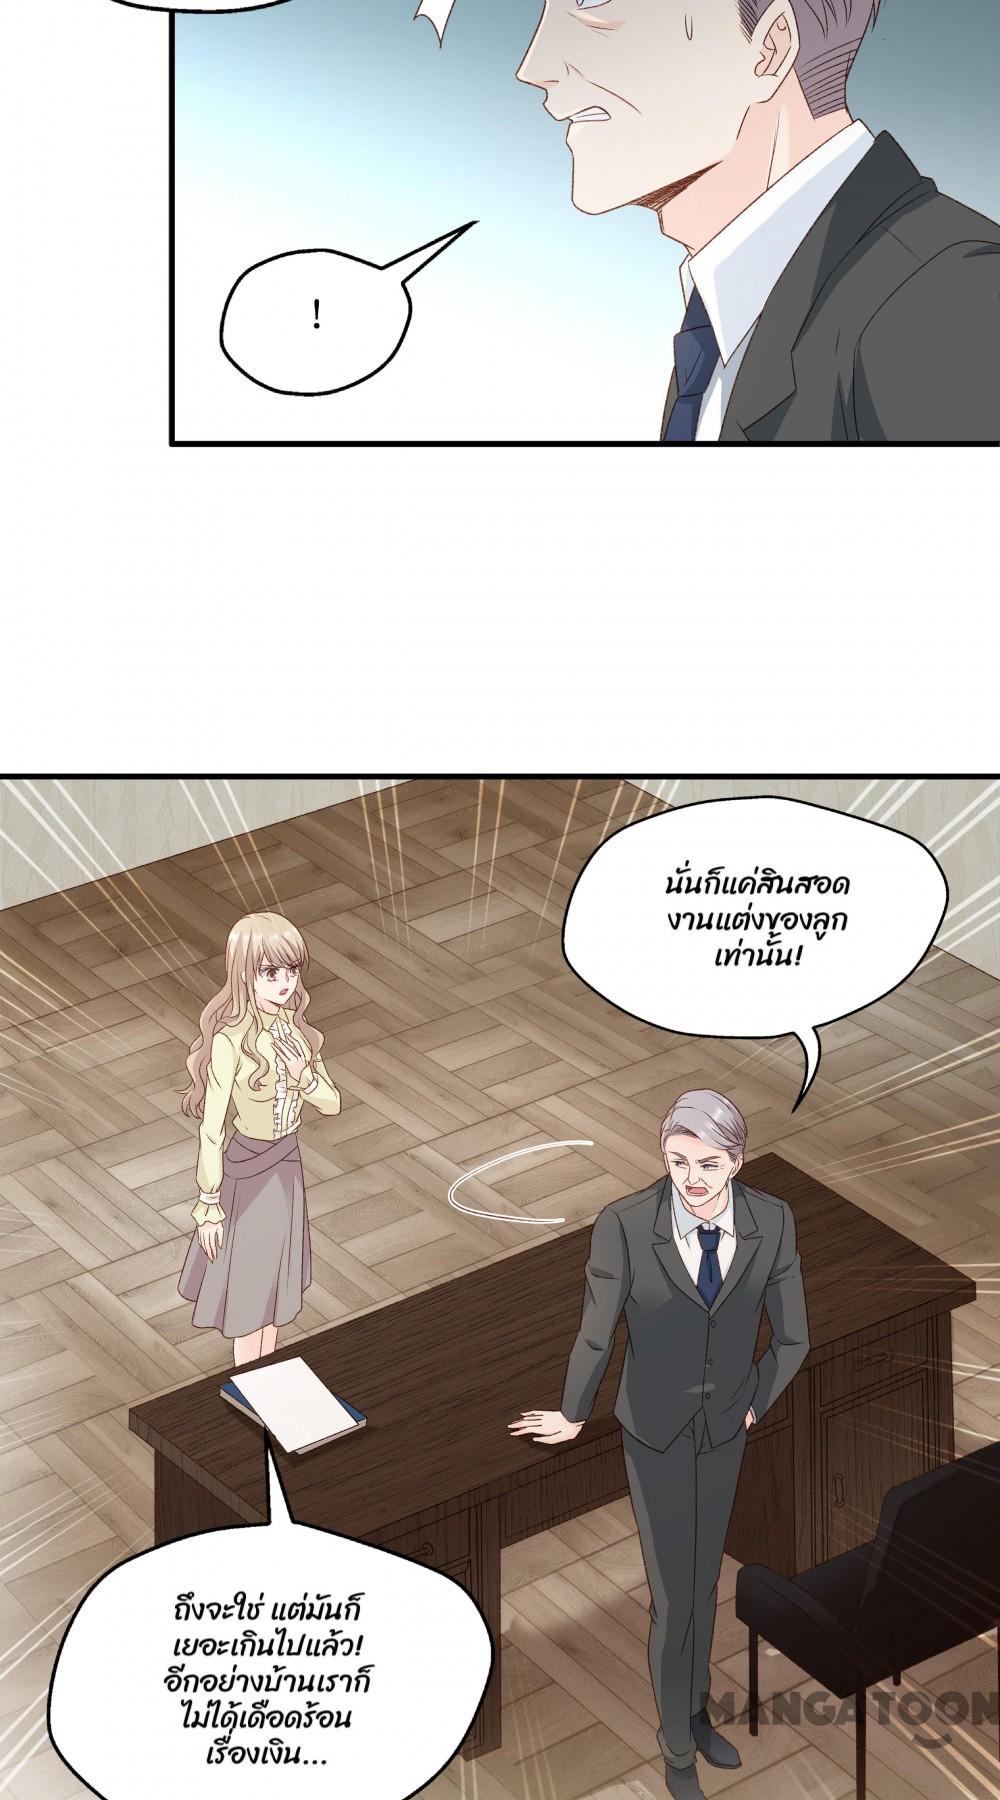 !
นั่นก็แค่สินสอด
งานแต่งของลูก
เท่านั้น!
ถึงจะใช่ แต่มันก็
เยอะเกินไปแล้ว!
อีกอย่างบ้านเราก็
ไม่ได้เดือดร้อน
เรื่องเงิน...
MANGATOON